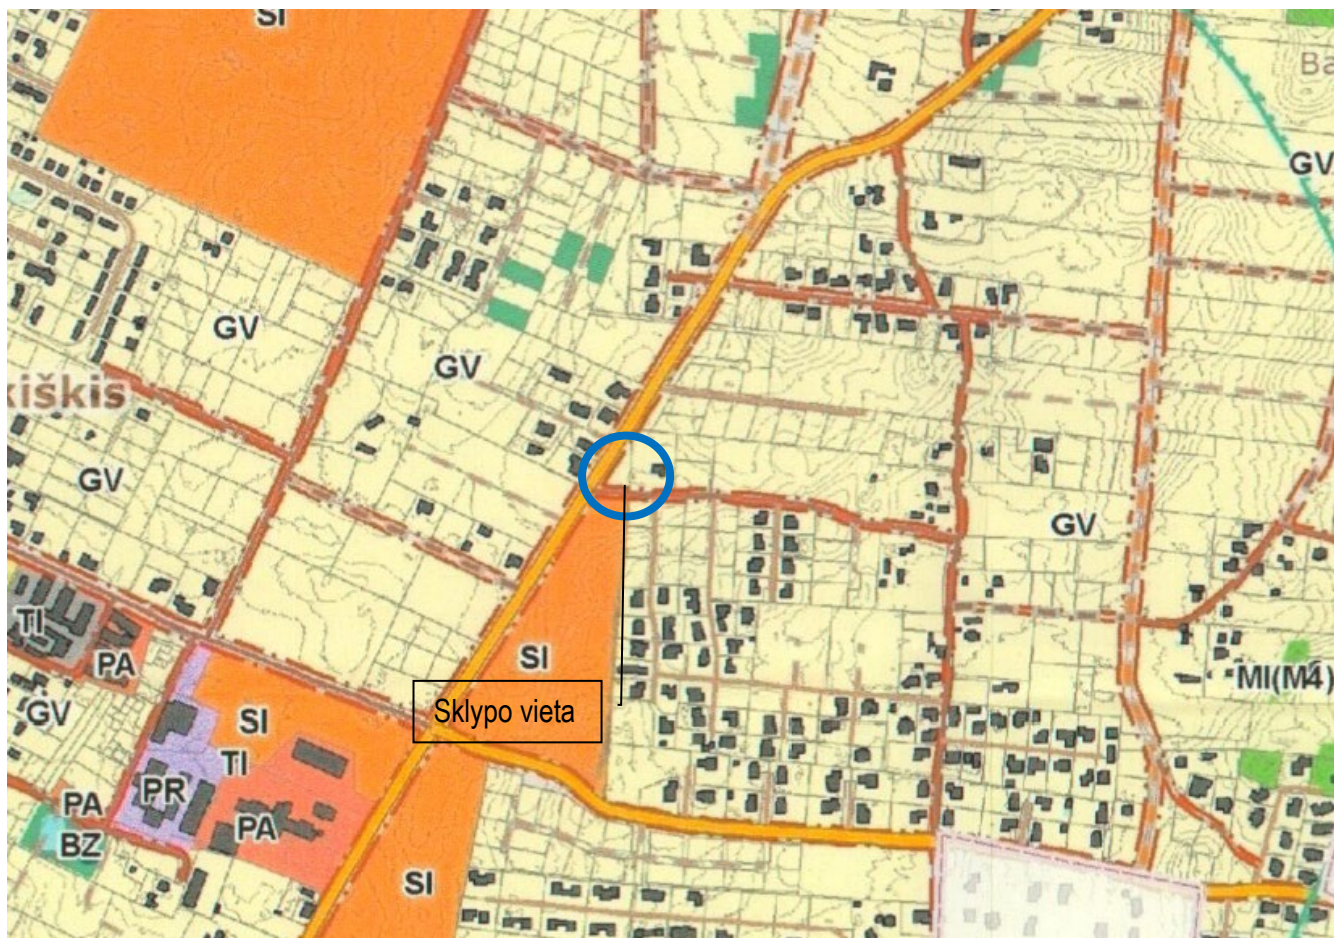 SI
Ba
GV
GV
GV
kiškis
GV
GV
TI
PA
SI
MI(M4)
GV
SI
Sklypo vieta
TI
PR
PA
PA
BZ
SI